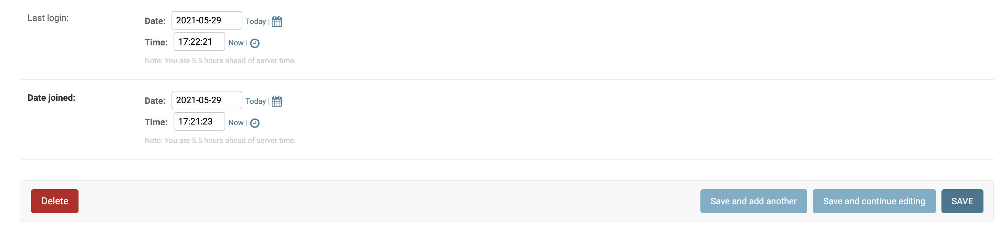 Last login:
Date: 2021-05-29 Today |
Time: 17:22:21 Now |
Note: You are 5.5 hours ahead of server time.
Date joined:
Date: 2021-05-29 Today |
Time: 17:21:23 Now |
Note: You are 5.5 hours ahead of server time.
Delete
Save and add another
Save and continue editing
SAVE